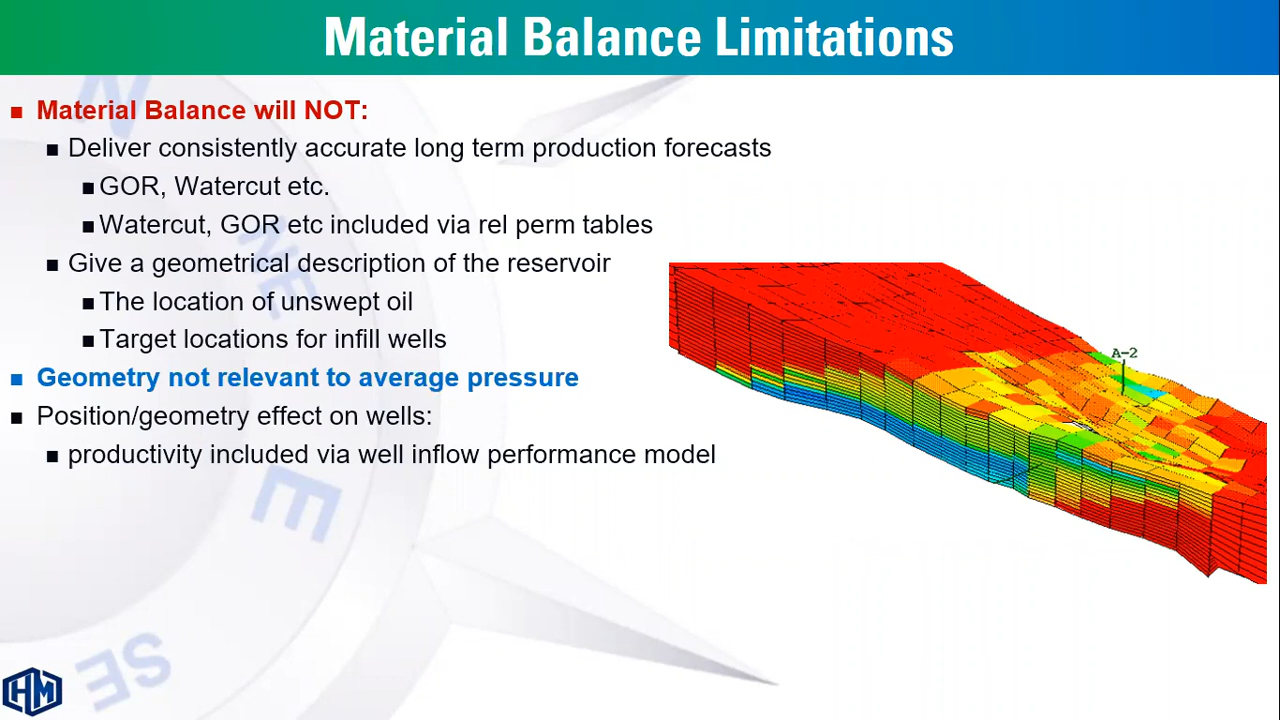 Material Balance Limitations
Material Balance will NOT:
Deliver consistently accurate long term production forecasts
GOR, Watercut etc.
Watercut, GOR etc included via rel perm tables
Give a geometrical description of the reservoir
The location of unswept oil
Target locations for infill wells
Geometry not relevant to average pressure
Position/geometry effect on wells:
productivity included via well inflow performance model
A-2
N
NE
E
SE
HM